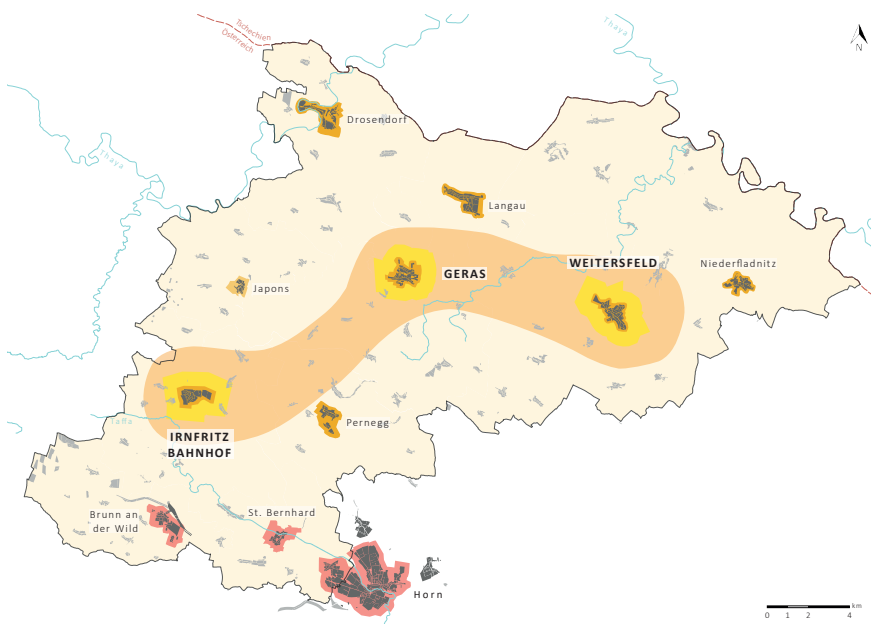 Tschechien
Österreich
Thaya
N
Drosendorf
Thaya
Langau
WEITERSFELD
Niederfladnitz
GERAS
Japons
Taffa
Pernegg
IRNFRITZ
BAHNHOF
Brunn an
der Wild
St. Bernhard
Horn
km
0 1 2 4